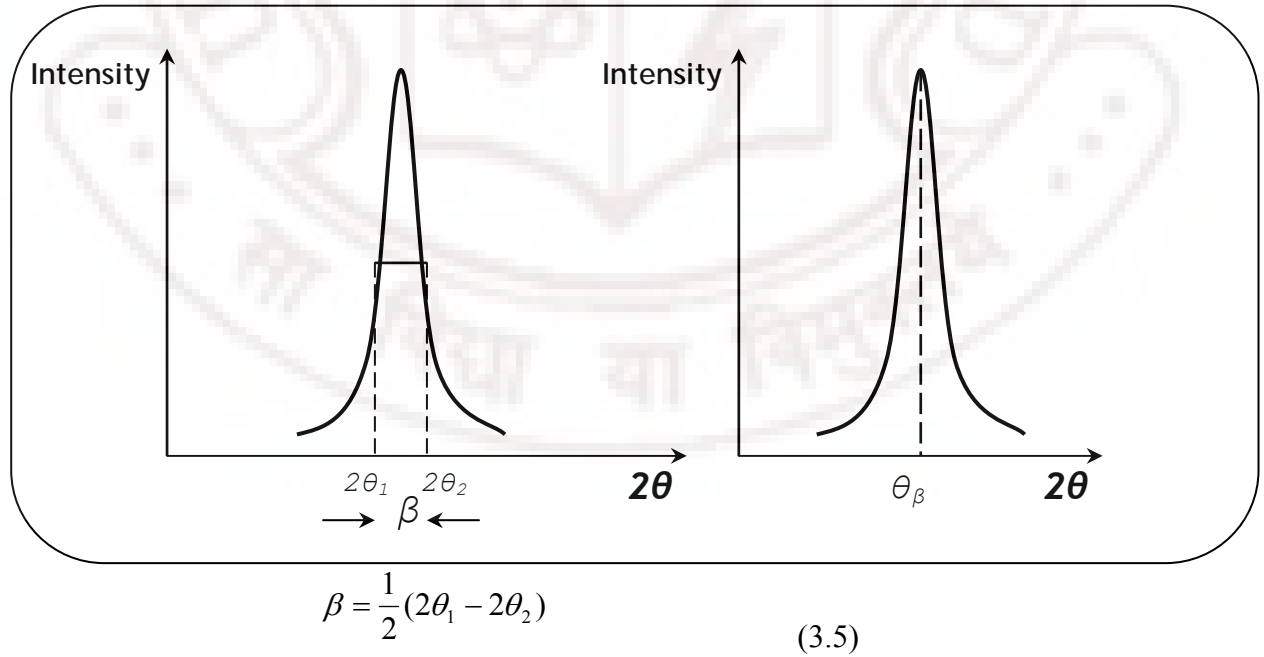 Intensity Intensity
2θ₁ 2θ₂ 2θ θ_β 2θ
β
β = 1/2 (2θ₁ − 2θ₂)
(3.5)